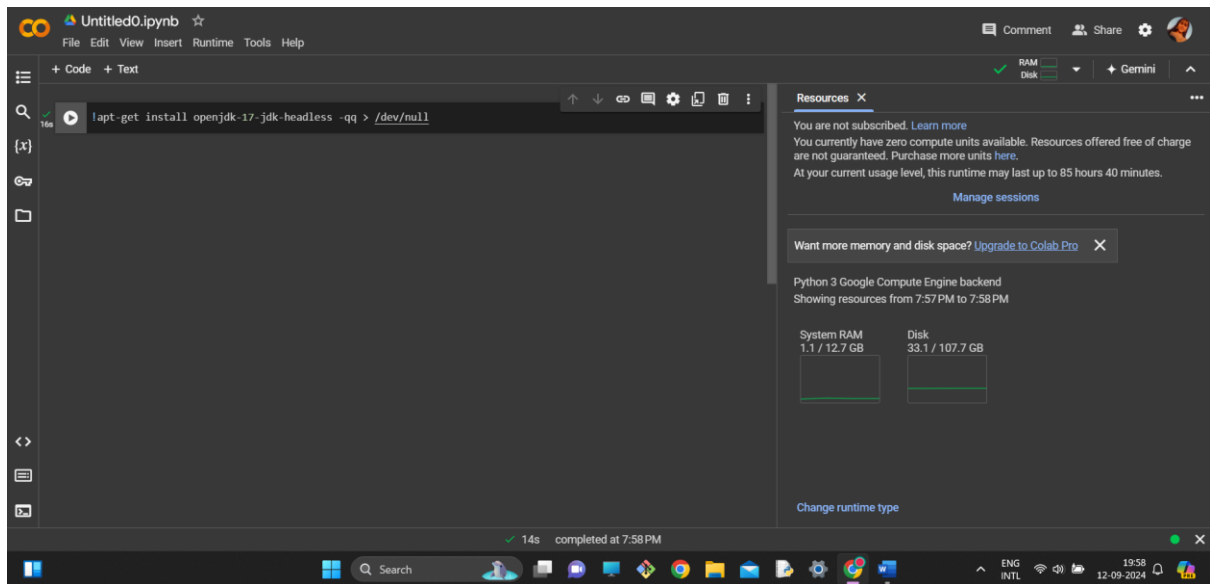 Untitled0.ipynb
File Edit View Insert Runtime Tools Help
Comment Share
+ Code + Text
RAM
Disk
Gemini
16s
!apt-get install openjdk-17-jdk-headless -qq > /dev/null
{x}
Resources
You are not subscribed. Learn more
You currently have zero compute units available. Resources offered free of charge
are not guaranteed. Purchase more units here.
At your current usage level, this runtime may last up to 85 hours 40 minutes.
Manage sessions
Want more memory and disk space? Upgrade to Colab Pro
Python 3 Google Compute Engine backend
Showing resources from 7:57 PM to 7:58 PM
System RAM
1.1 / 12.7 GB
Disk
33.1 / 107.7 GB
Change runtime type
14s completed at 7:58 PM
Search
ENG
INTL
19:58
12-09-2024